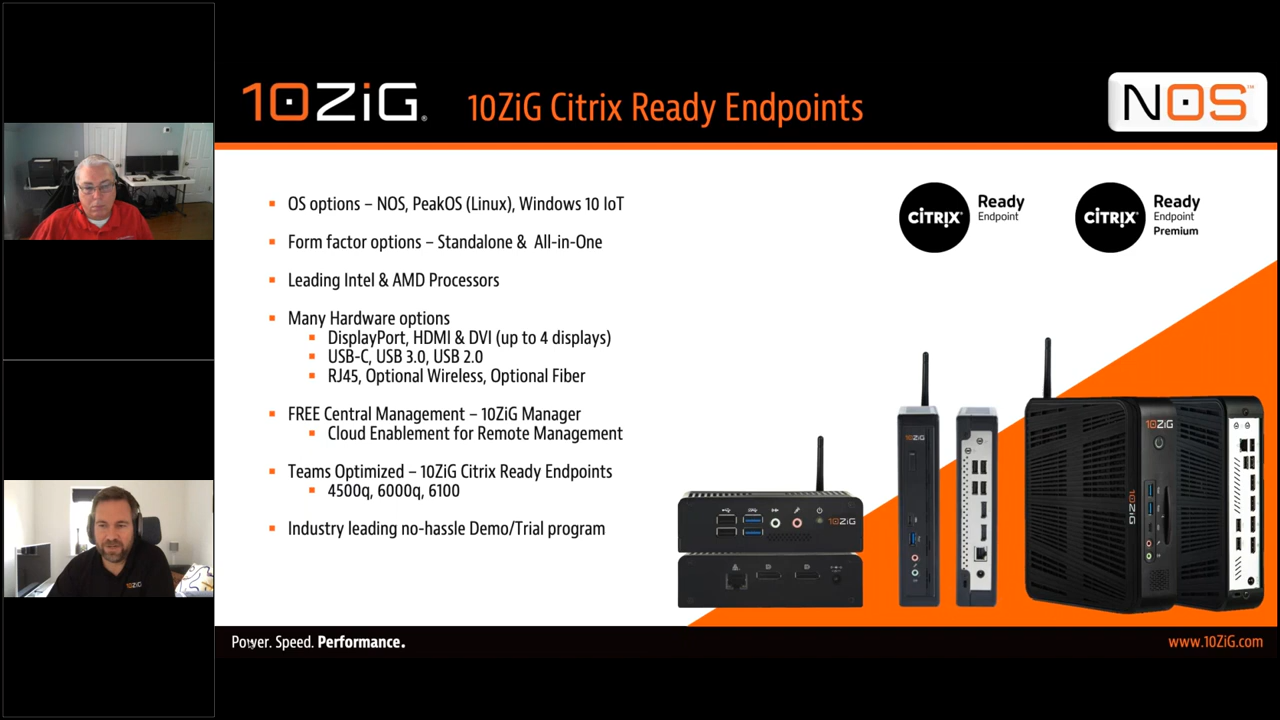 10ZiG®
10ZiG Citrix Ready Endpoints
NOS™
OS options – NOS, PeakOS (Linux), Windows 10 IoT
Form factor options – Standalone & All-in-One
Leading Intel & AMD Processors
Many Hardware options
DisplayPort, HDMI & DVI (up to 4 displays)
USB-C, USB 3.0, USB 2.0
RJ45, Optional Wireless, Optional Fiber
FREE Central Management – 10ZiG Manager
Cloud Enablement for Remote Management
Teams Optimized – 10ZiG Citrix Ready Endpoints
4500q, 6000q, 6100
Industry leading no-hassle Demo/Trial program
CITRIX®
Ready
Endpoint
CITRIX®
Ready
Endpoint
Premium
10ZiG
10ZiG
10ZiG
10ZiG
10ZiG
Power. Speed. Performance.
www.10ZiG.com